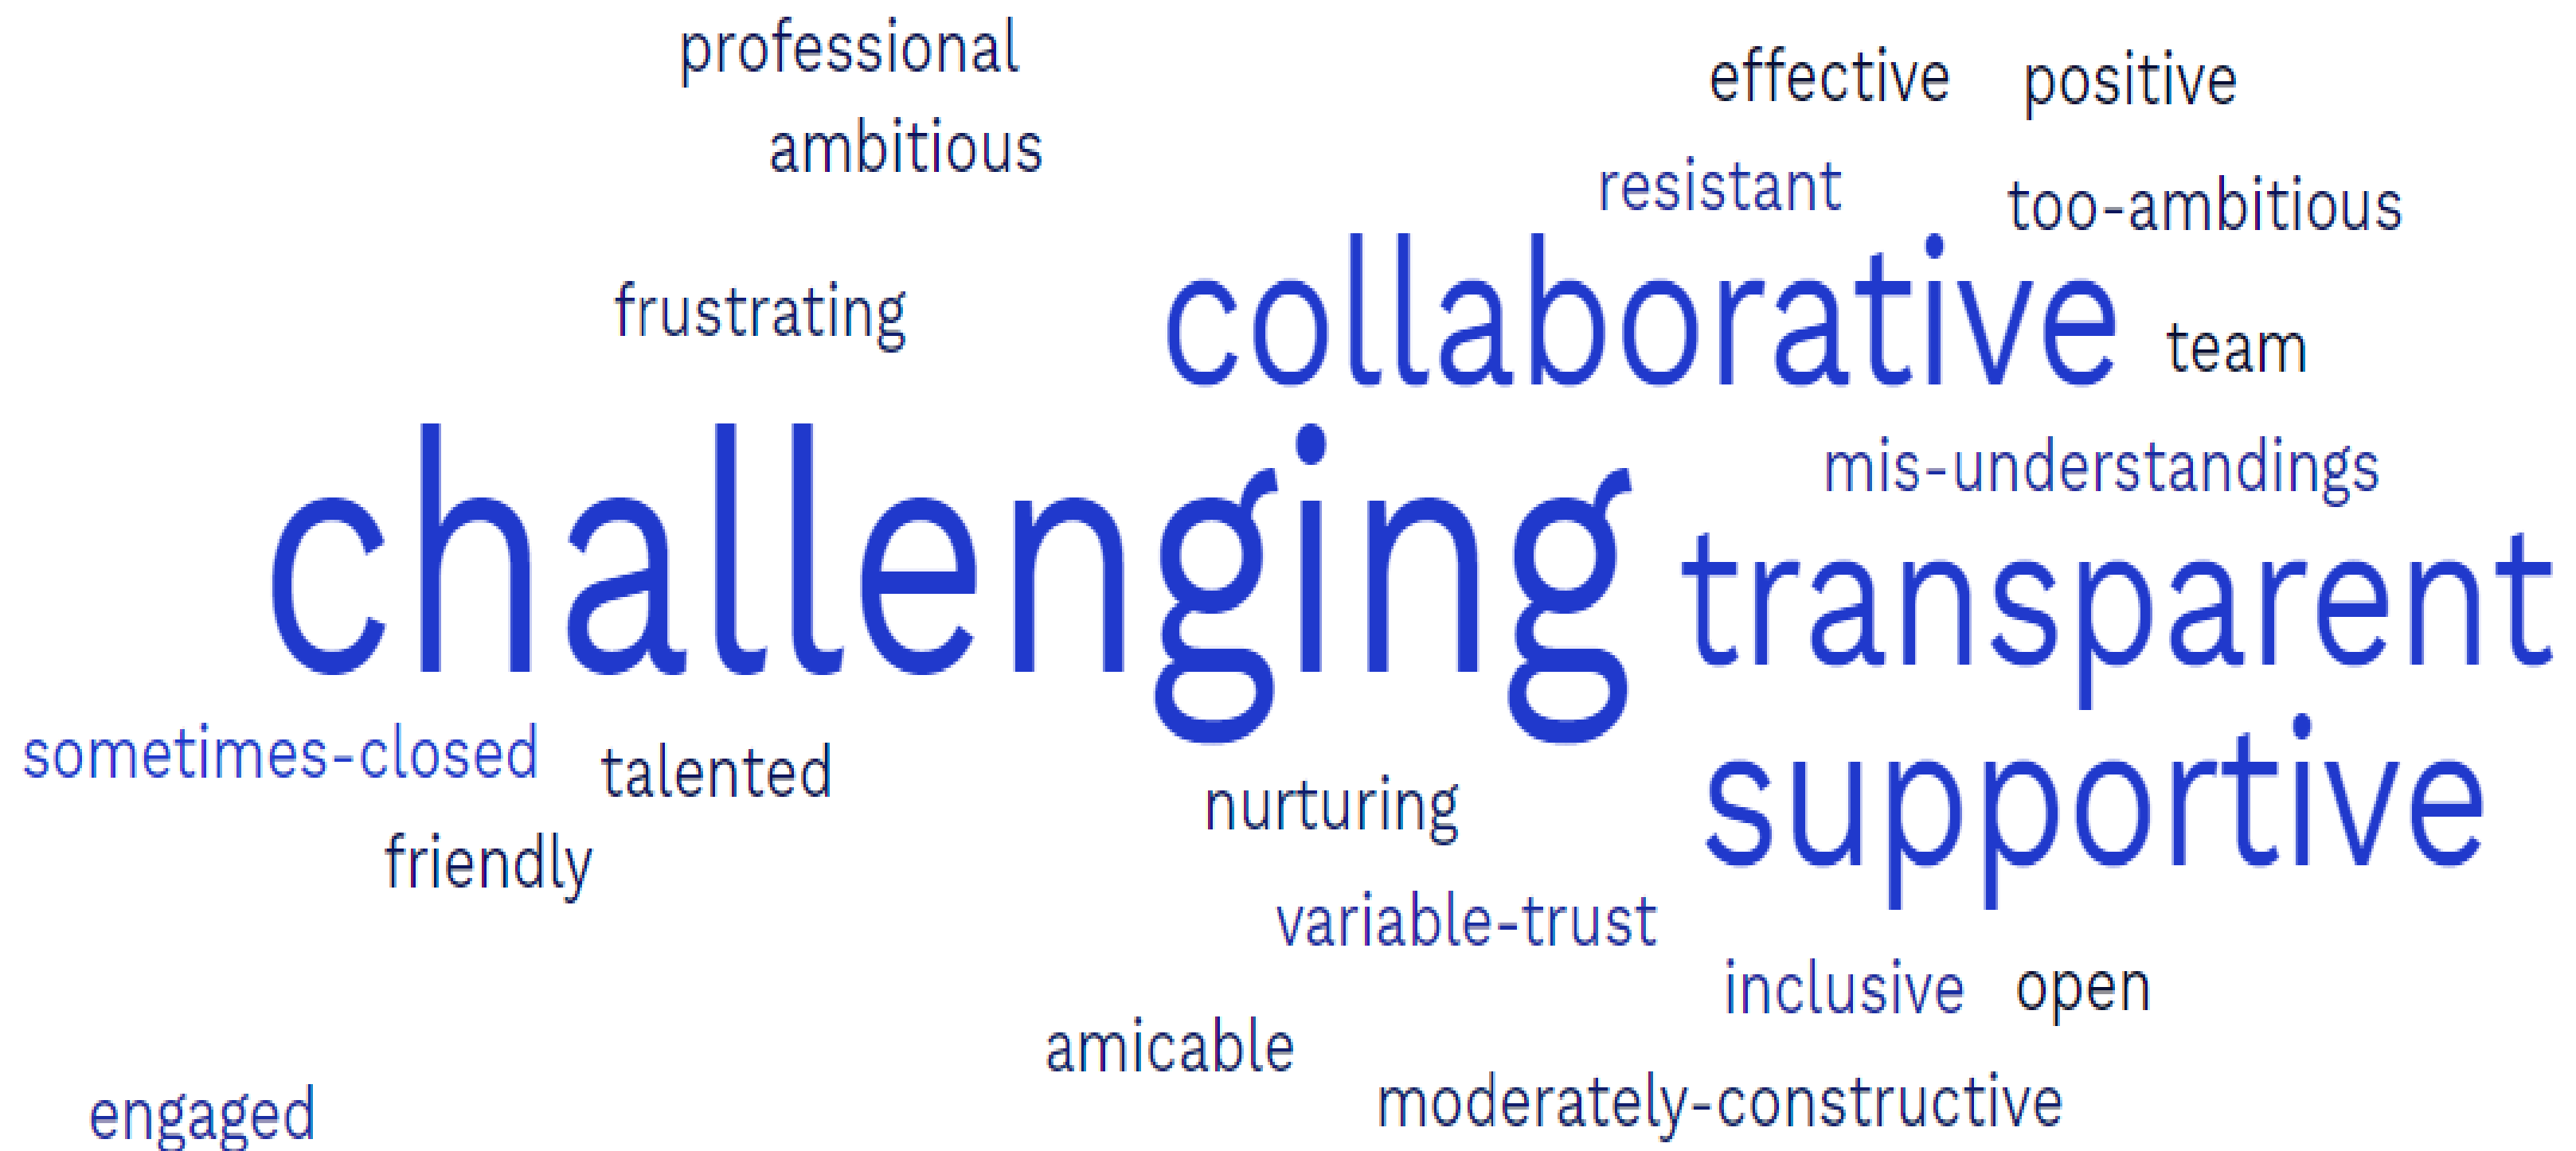 professional
effective positive
ambitious
resistant too-ambitious
frustrating
collaborative team
mis-understandings
challenging
transparent
sometimes-closed talented
nurturing supportive
friendly
variable-trust
inclusive open
amicable
moderately-constructive
engaged